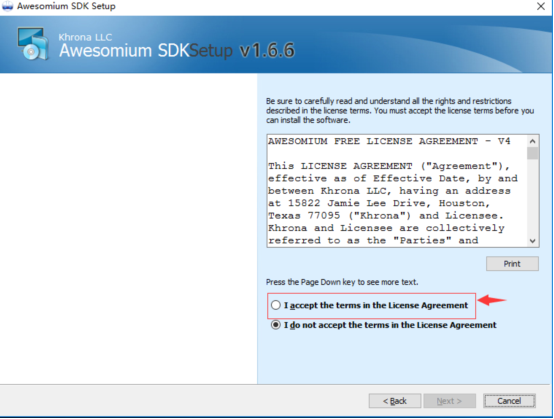 Awesomium SDK Setup
Khrona LLC
Awesomium SDKSetup v1.6.6
Be sure to carefully read and understand all the rights and restrictions
described in the license terms. You must accept the license terms before you
can install the software.
AWESOMIUM FREE LICENSE AGREEMENT - V4
This LICENSE AGREEMENT ("Agreement"),
effective as of Effective Date, by and
between Khrona LLC, having an address
at 15822 Jamie Lee Drive, Houston,
Texas 77095 ("Khrona") and Licensee.
Khrona and Licensee are collectively
referred to as the "Parties" and
Print
Press the Page Down key to see more text.
I accept the terms in the License Agreement
I do not accept the terms in the License Agreement
< Back
Next >
Cancel